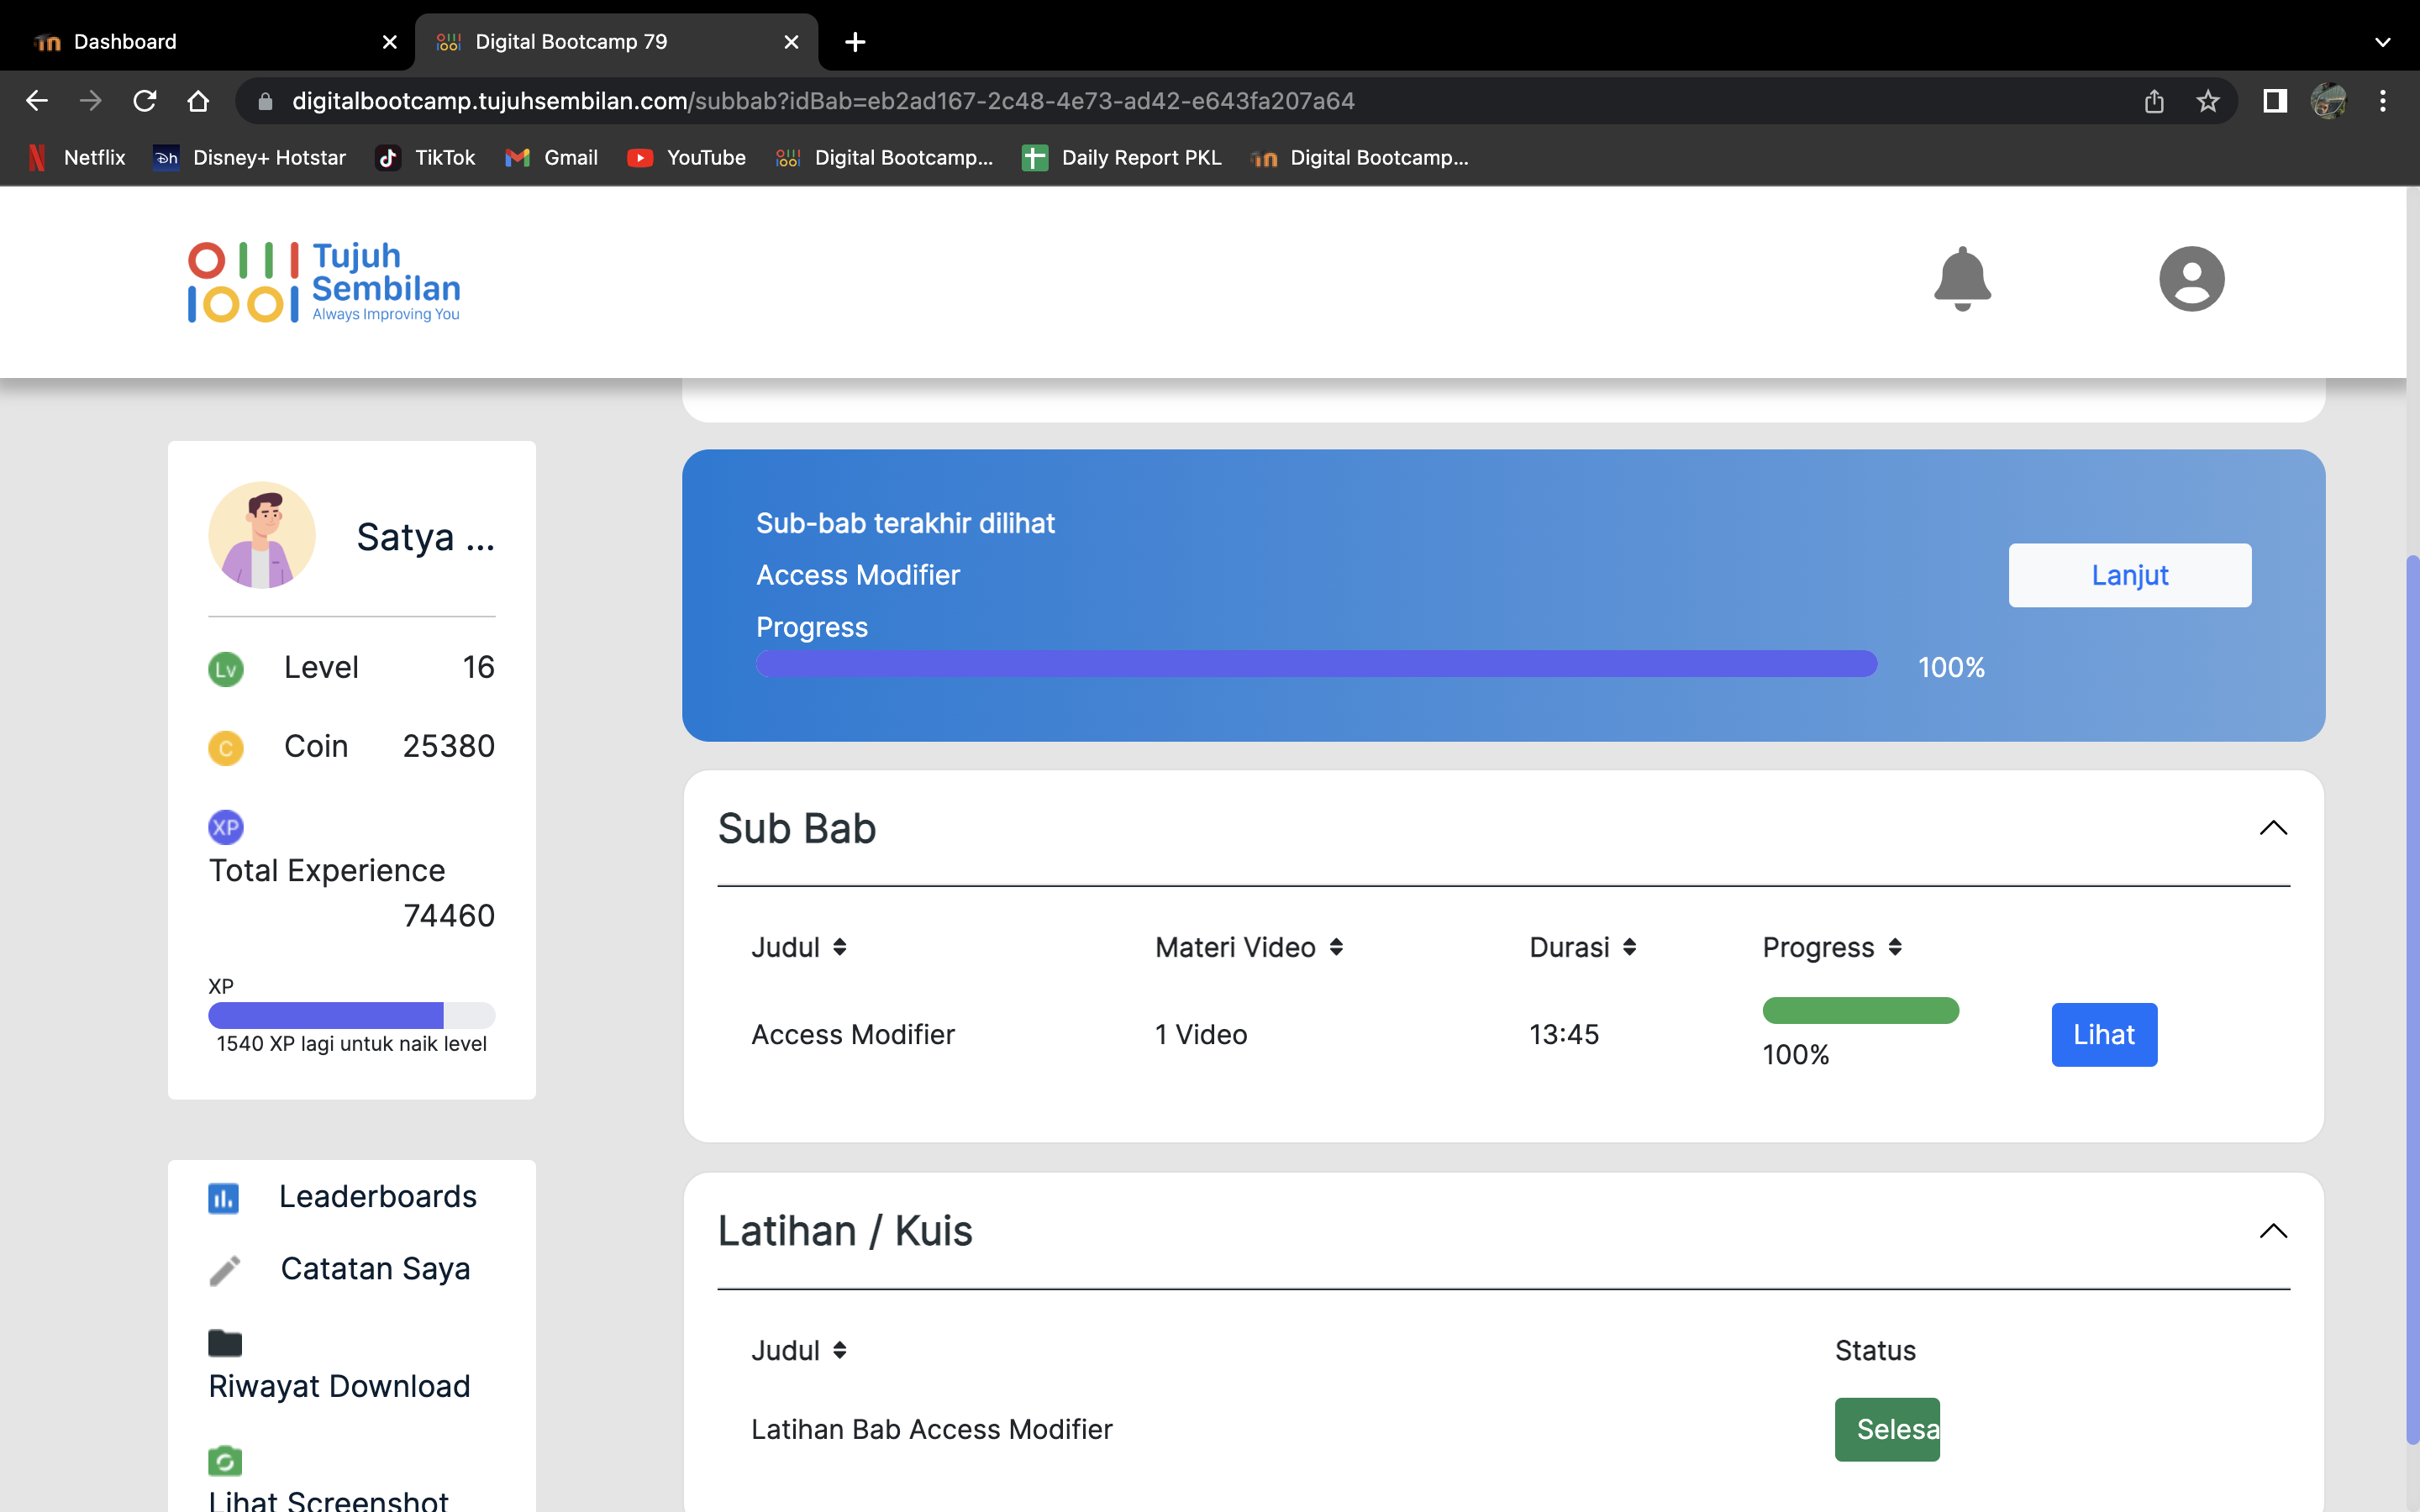 Dashboard
Digital Bootcamp 79
digitalbootcamp.tujuhsembilan.com/subbab?idBab=eb2ad167-2c48-4e73-ad42-e643fa207a64
Netflix
Disney+ Hotstar
TikTok
Gmail
YouTube
Digital Bootcamp...
Daily Report PKL
Digital Bootcamp...
Tujuh
Sembilan
Always Improving You
Satya ...
Lv Level 16
C Coin 25380
XP
Total Experience
74460
XP
1540 XP lagi untuk naik level
Leaderboards
Catatan Saya
Riwayat Download
Lihat Screenshot
Sub-bab terakhir dilihat
Access Modifier
Progress
100%
Lanjut
Sub Bab
Judul Materi Video Durasi Progress
Access Modifier 1 Video 13:45 100% Lihat
Latihan / Kuis
Judul Status
Latihan Bab Access Modifier Selesa